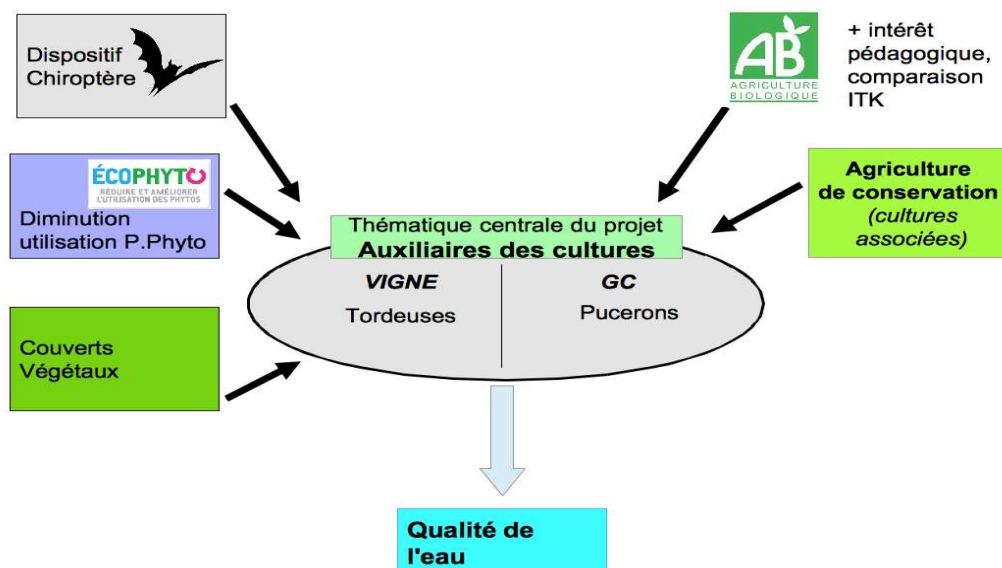 Dispositif
Chiroptère
AB
AGRICULTURE
BIOLOGIQUE
+ intérêt
pédagogique,
comparaison
ITK
ÉCOPHYTO
RÉDUIRE ET AMÉLIORER
L'UTILISATION DES PHYTOS
Diminution
utilisation P.Phyto
Agriculture
de conservation
(cultures
associées)
Thématique centrale du projet
Auxiliaires des cultures
VIGNE
GC
Tordeuses
Pucerons
Couverts
Végétaux
Qualité de
l'eau